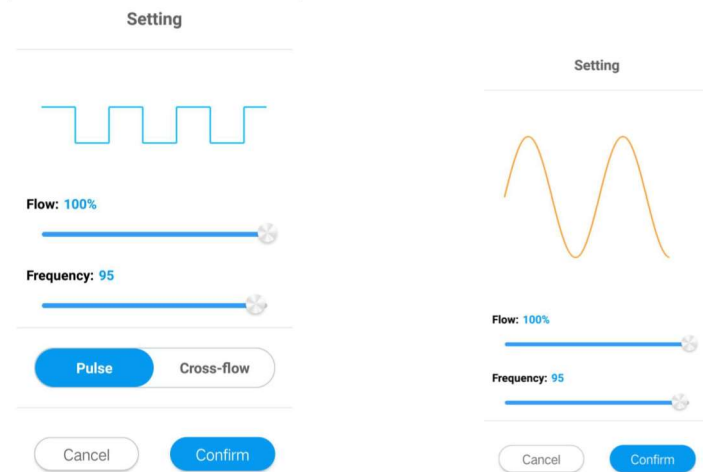 Setting
Flow: 100%
Frequency: 95
Pulse Cross-flow
Cancel Confirm
Setting
Flow: 100%
Frequency: 95
Cancel Confirm